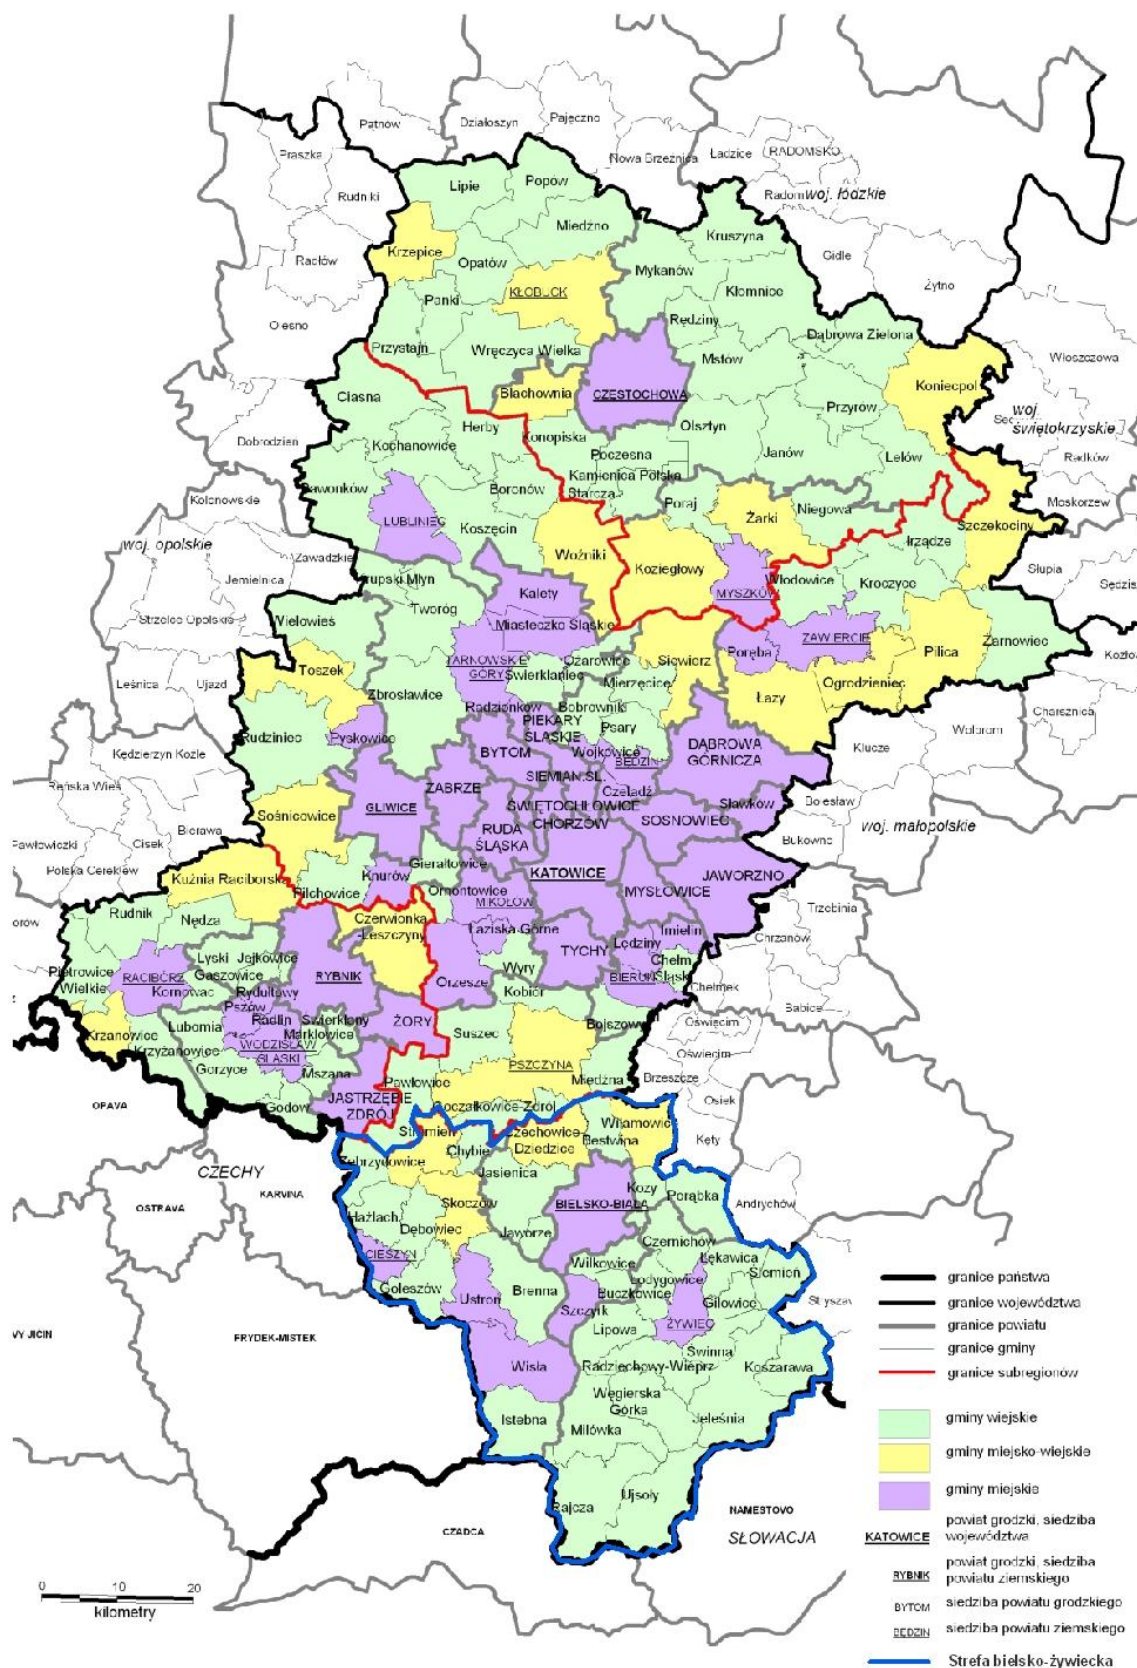 Patnów
Działoszyn
Pajęczno
Praszka
Nowa Brzeźnica
Ładzice
RADOMSKO
Rudniki
Lipie
Popów
Radom
woj. łódzkie
Miedźno
Kruszyna
Krzepice
Gidle
Radłów
Opatów
Mykanów
Żytno
KŁOBUCK
Kłomnice
Panki
Olesno
Rędziny
Dąbrowa Zielona
Przystajń
Wręczyca Wielka
Mstów
Włoszczowa
Koniecpol
Ciasna
Blachownia
CZĘSTOCHOWA
Przyrów
woj.
świętokrzyskie
Herby
Olsztyn
Dobrodzień
Kochanowice
Konopiska
Poczesna
Janów
Lelów
Radków
Kamienica Polska
Pawonków
Boronów
Starcza
Kolonowskie
Poraj
Moskorzew
LUBLINIEC
Żarki
Niegowa
Szczekociny
Koszęcin
woj. opolskie
Woźniki
Irządze
Zawadzkie
Koziegłowy
Słupia
Jemielnica
Krupski Młyn
Kalety
MYSZKÓW
Włodowice
Kroczyce
Tworóg
Strzelce Opolskie
Wielowieś
Miasteczko Śląskie
ZAWIERCIE
Żarnowiec
Poręba
Pilica
TARNOWSKIE
GÓRY
Ożarowice
Siewierz
Toszek
Świerklaniec
Mierzęcice
Leśnica
Ujazd
Zbrosławice
Łazy
Ogrodzieniec
Radzionków
Bobrowniki
Charsznica
PIEKARY
ŚLĄSKIE
Psary
Rudziniec
Pyskowice
Wolbrom
DĄBROWA
GÓRNICZA
Klucze
Kędzierzyn Koźle
BYTOM
Wojkowice
BĘDZIN
SIEMIAN.ŚL.
Reńska Wieś
ZABRZE
Czeladź
GLIWICE
ŚWIĘTOCHŁOWICE
Sławków
Bolesław
Sośnicowice
CHORZÓW
SOSNOWIEC
woj. małopolskie
Bierawa
RUDA
ŚLĄSKA
Bukowno
Pawłowiczki
Cisek
Gierałtowice
Polska Cerekiew
KATOWICE
JAWORZNO
Kuźnia Raciborska
Pilchowice
Knurów
Ornontowice
MYSŁOWICE
MIKOŁÓW
Trzebinia
Rudnik
Nędza
Czerwionka
-Leszczyny
Łaziska Górne
Imielin
Chrzanów
TYCHY
Lędziny
Lyski
Jejkowice
Pietrowice
Wielkie
RACIBÓRZ
Gaszowice
RYBNIK
Wyry
Chełm
Śląski
BIERUŃ
Orzesze
Chełmek
Kornowac
Rydułtowy
Kobiór
Babice
Pszów
Radlin
Świerklany
ŻORY
Bojszowy
Krzanowice
Lubomia
Marklowice
Suszec
Oświęcim
Krzyżanowice
WODZISŁAW
ŚLĄSKI
Oświęcim
Gorzyce
Mszana
PSZCZYNA
Pawłowice
Miedźna
Brzeszcze
JASTRZĘBIE
ZDRÓJ
OPAVA
Godów
Goczałkowice-Zdrój
Osiek
Strumień
Czechowice
Dziedzice
Wilamowice
Bestwina
Kęty
Chybie
CZECHY
Zebrzydowice
Jasienica
KARVINA
Kozy
Porąbka
Andrychów
OSTRAVA
Skoczów
BIELSKO-BIAŁA
Hażlach
Dębowiec
Jaworze
Czernichów
CIESZYN
Wilkowice
Łękawica
Ślemień
Goleszów
Brenna
Łodygowice
Buczkowice
Ustroń
Szczyrk
Gilowice
VY JICIN
FRYDEK-MISTEK
Lipowa
ŻYWIEC
Świnna
Wisła
Radziechowy-Wieprz
Koszarawa
Węgierska
Górka
Istebna
Milówka
Jeleśnia
Ujsoły
Rajcza
NAMESTOVO
CZADCA
SŁOWACJA
granice państwa
granice województwa
granice powiatu
granice gminy
granice subregionów
gminy wiejskie
gminy miejsko-wiejskie
gminy miejskie
KATOWICE powiat grodzki, siedziba
województwa
RYBNIK powiat grodzki, siedziba
powiatu ziemskiego
BYTOM siedziba powiatu grodzkiego
BĘDZIN siedziba powiatu ziemskiego
Strefa bielsko-żywiecka
0 10 20
kilometry